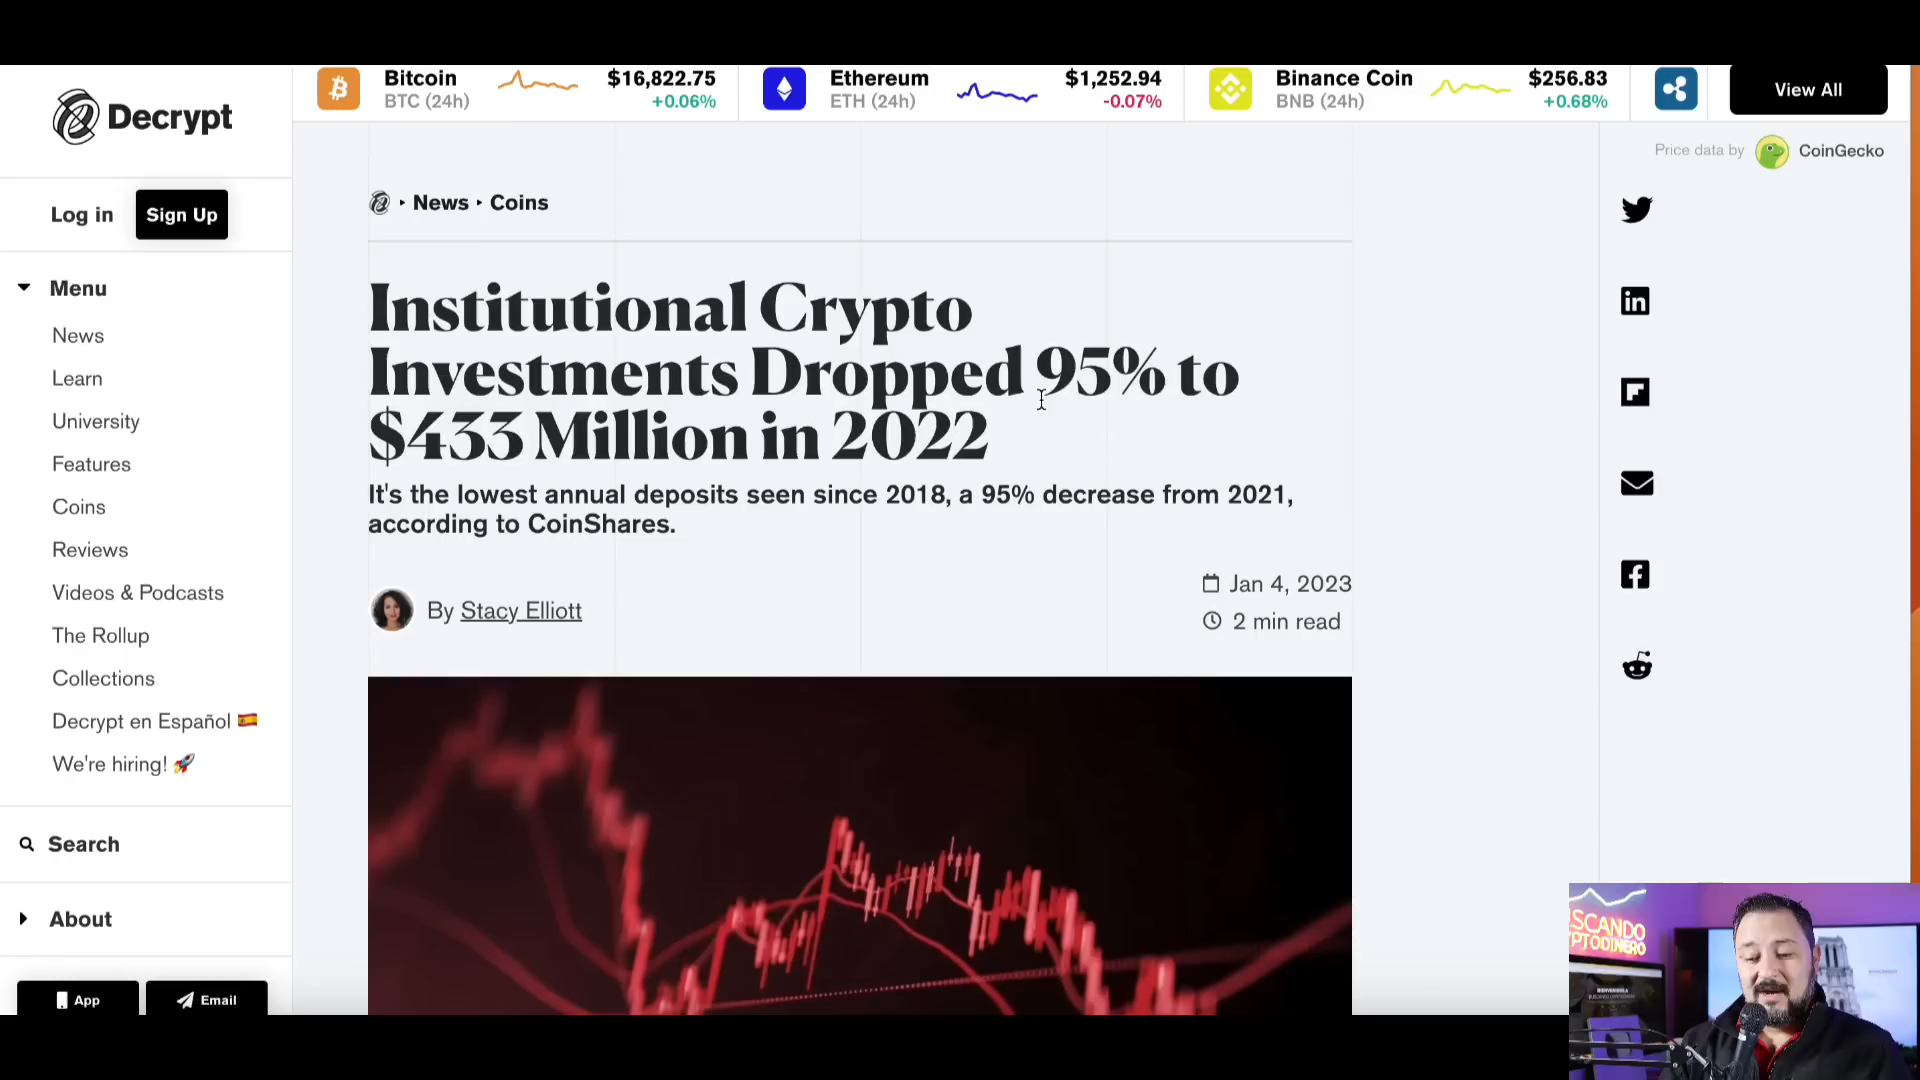 Decrypt
Bitcoin
BTC (24h)
$16,822.75
+0.06%
Ethereum
ETH (24h)
$1,252.94
-0.07%
Binance Coin
BNB (24h)
$256.83
+0.68%
View All
Price data by CoinGecko
Log in
Sign Up
Menu
News
Learn
University
Features
Coins
Reviews
Videos & Podcasts
The Rollup
Collections
Decrypt en Español
We're hiring!
Search
About
App
Email
News ‣ Coins
Institutional Crypto
Investments Dropped 95% to
$433 Million in 2022
It's the lowest annual deposits seen since 2018, a 95% decrease from 2021,
according to CoinShares.
By Stacy Elliott
Jan 4, 2023
2 min read
SCANDO
PTODINERO